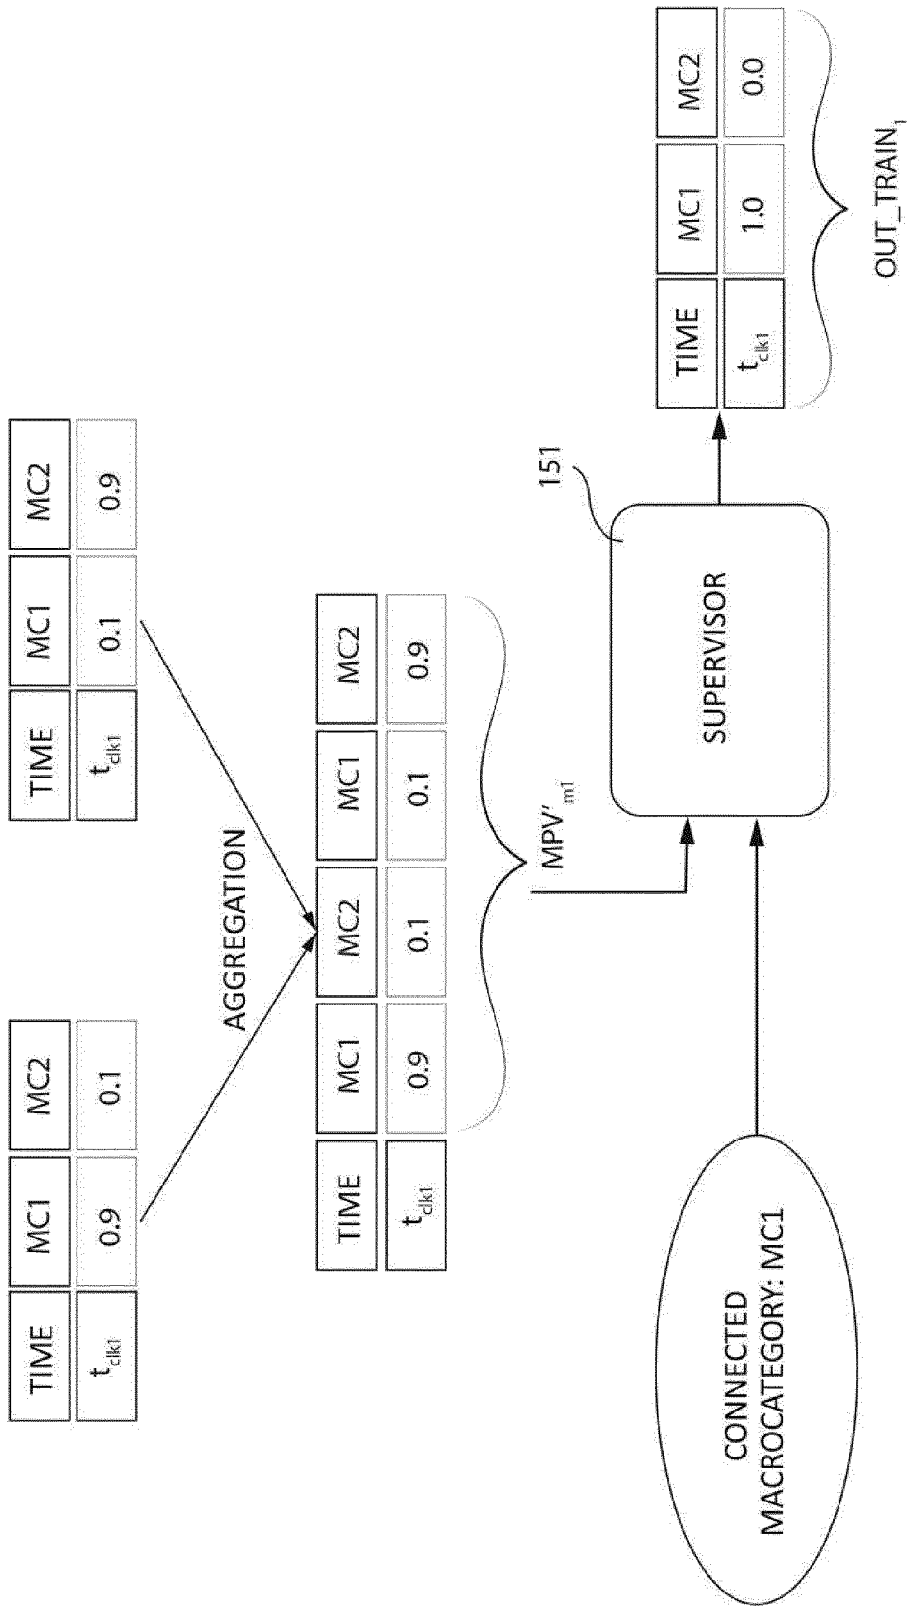 TIME MC1 MC2
t_clk1 0.9 0.1
TIME MC1 MC2
t_clk1 0.1 0.9
AGGREGATION
TIME MC1 MC2 MC1 MC2
t_clk1 0.9 0.1 0.1 0.9
MPV'_m1
CONNECTED
MACROCATEGORY: MC1
SUPERVISOR
151
TIME MC1 MC2
t_clk1 1.0 0.0
OUT_TRAIN_1